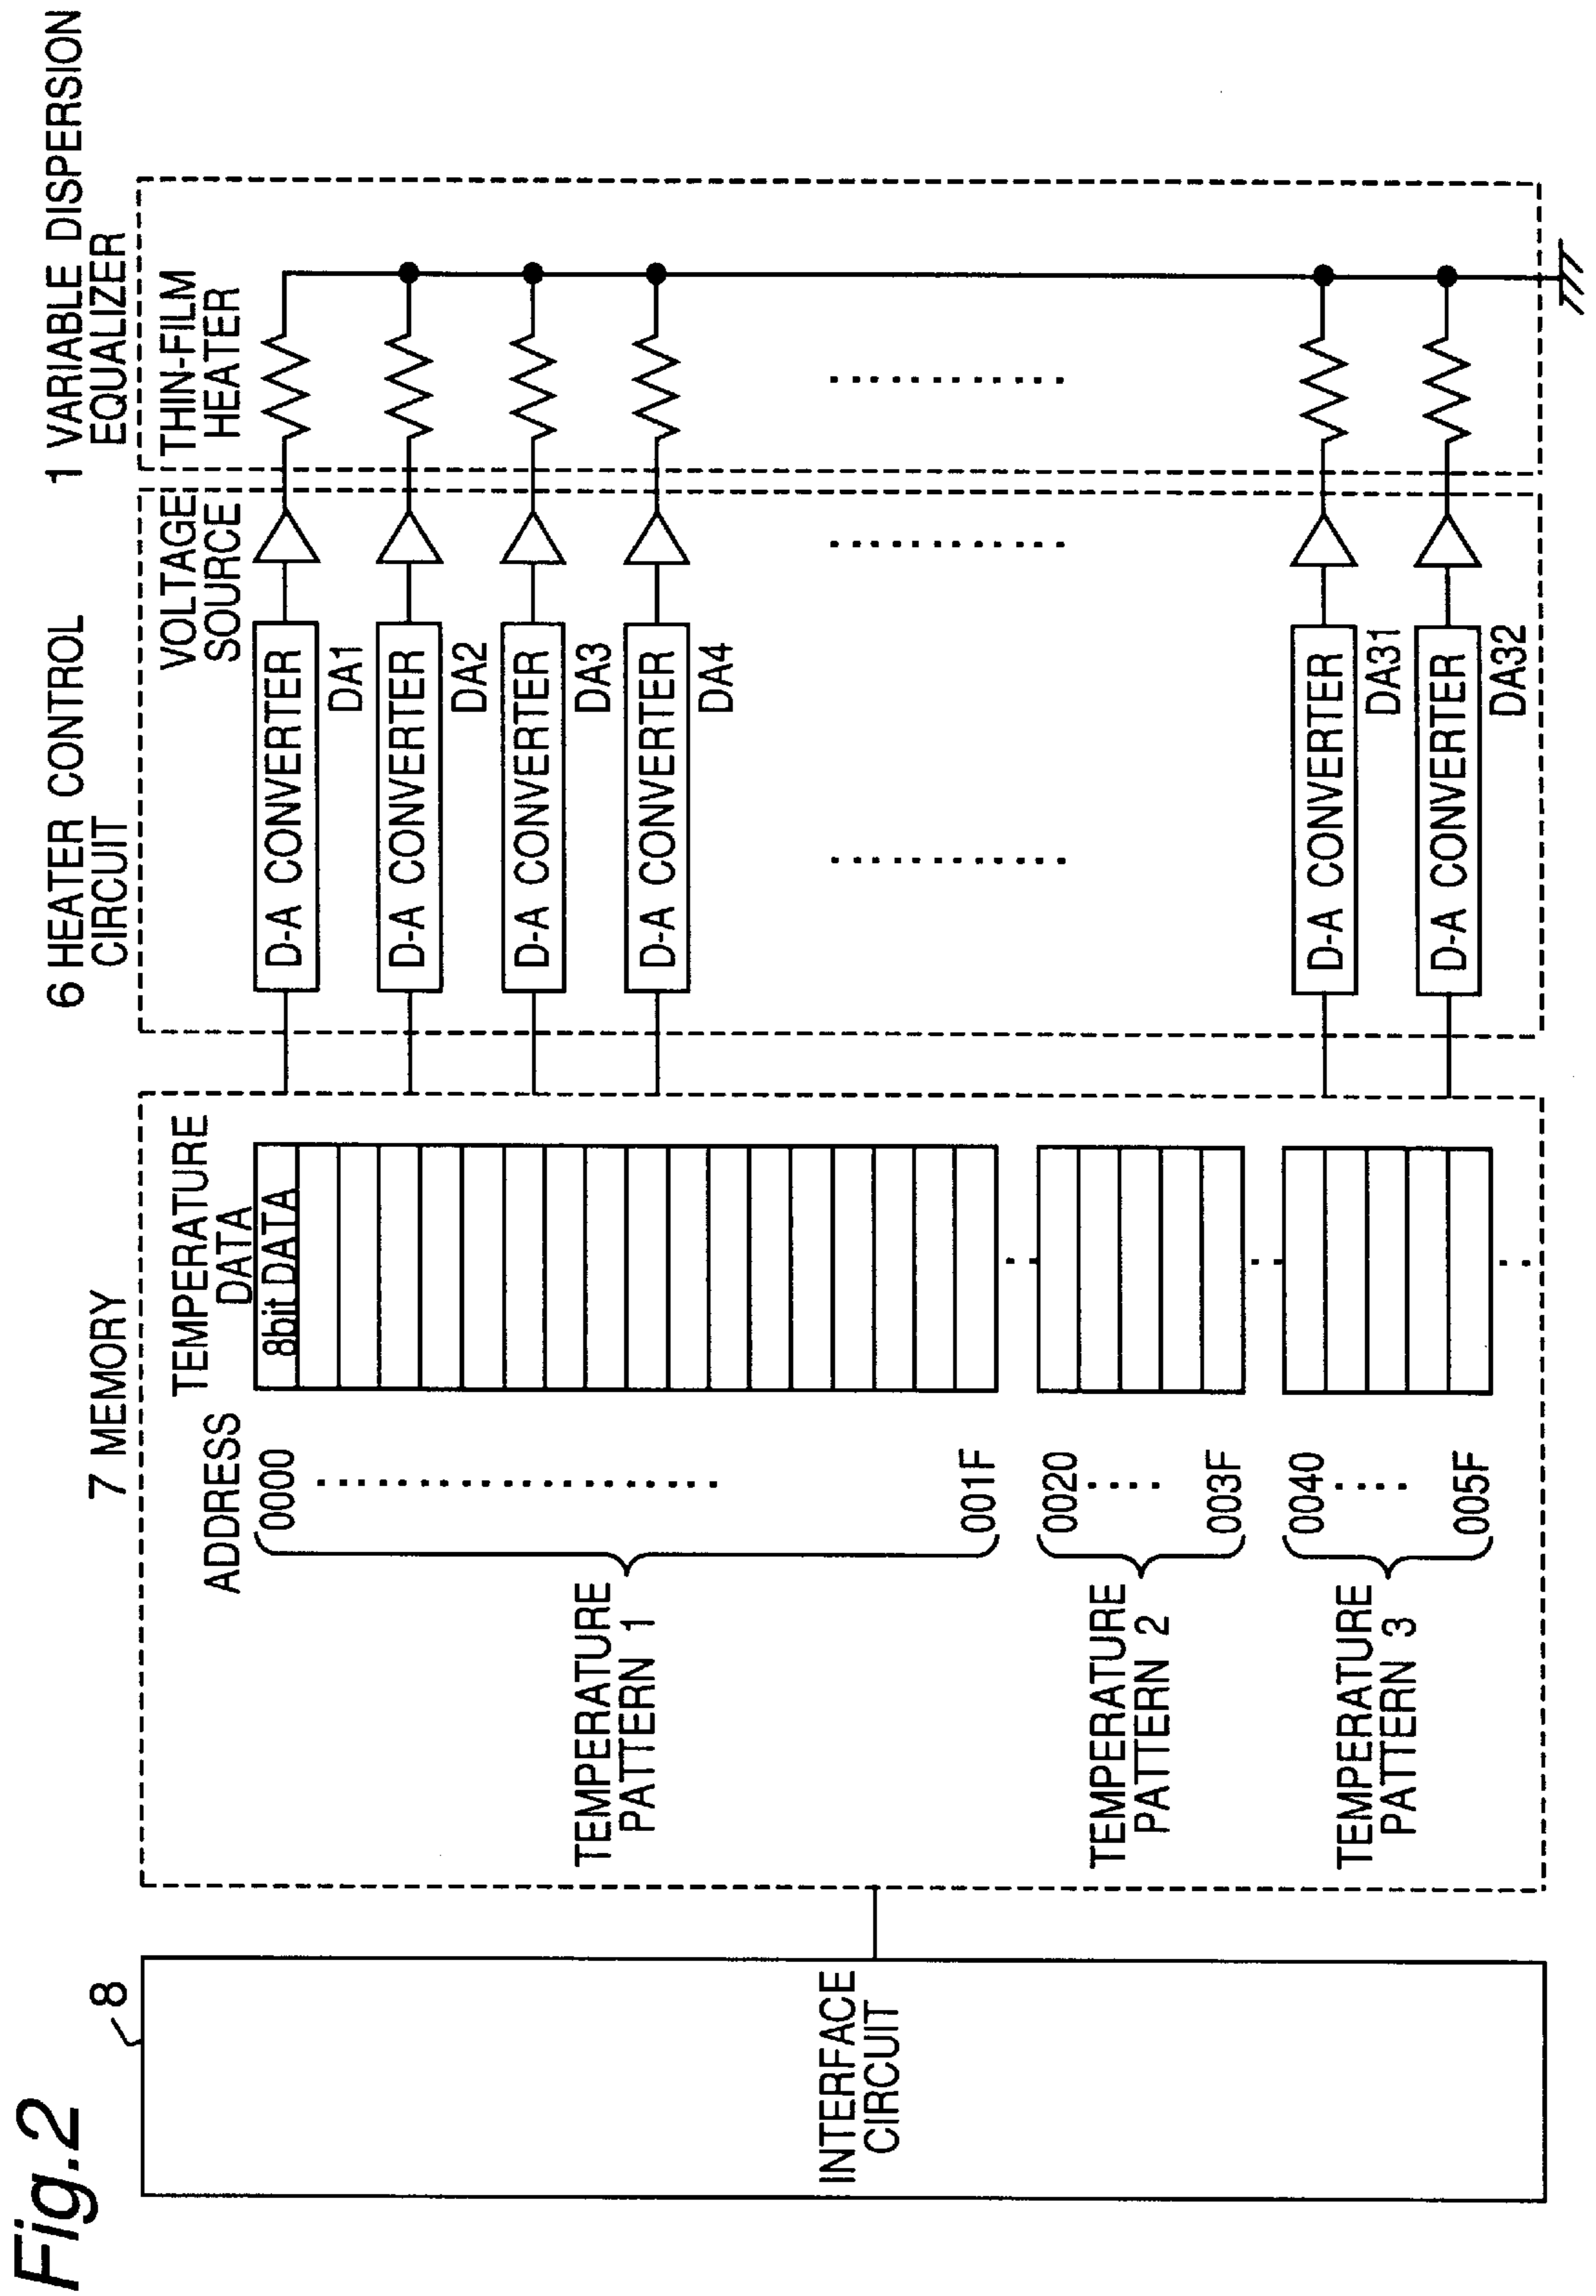 Fig.2
8
INTERFACE
CIRCUIT
7 MEMORY
ADDRESS
TEMPERATURE
DATA
8bit DATA
0000
001F
TEMPERATURE
PATTERN 1
0020
003F
TEMPERATURE
PATTERN 2
0040
005F
TEMPERATURE
PATTERN 3
6 HEATER CONTROL
CIRCUIT
VOLTAGE
SOURCE
D-A CONVERTER
DA1
D-A CONVERTER
DA2
D-A CONVERTER
DA3
D-A CONVERTER
DA4
D-A CONVERTER
DA31
D-A CONVERTER
DA32
1 VARIABLE DISPERSION
EQUALIZER
THIN-FILM
HEATER